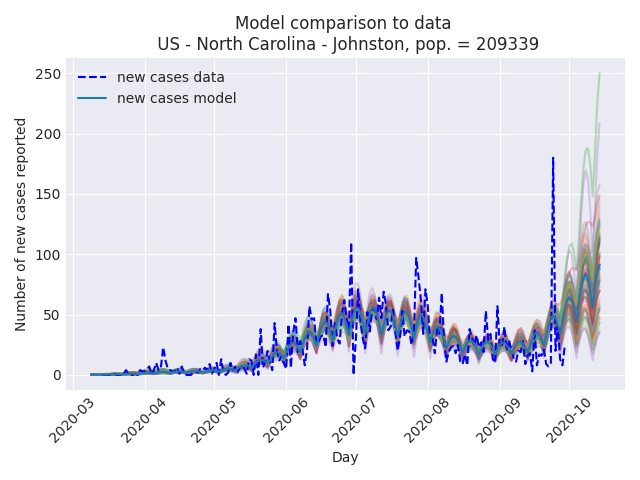 Model comparison to data
US - North Carolina - Johnston, pop. = 209339
new cases data
new cases model
Number of new cases reported
250
200
150
100
50
0
2020-03
2020-04
2020-05
2020-06
2020-07
2020-08
2020-09
2020-10
Day